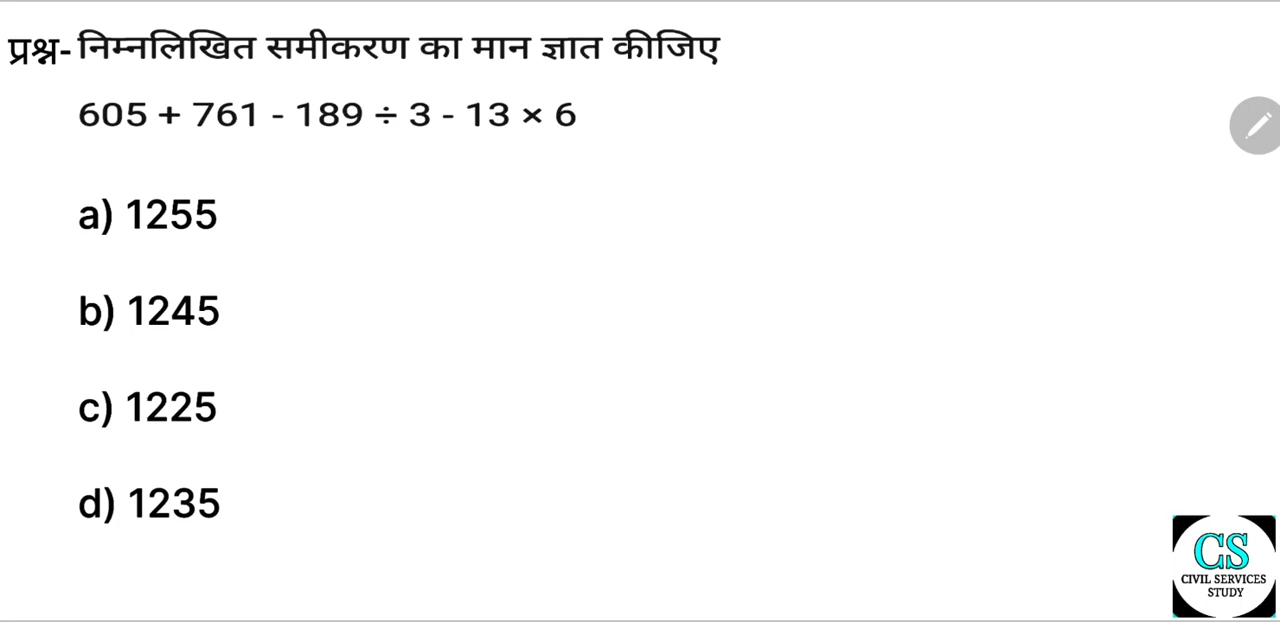 प्रश्न- निम्नलिखित समीकरण का मान ज्ञात कीजिए
605 + 761 - 189 ÷ 3 - 13 × 6
a) 1255
b) 1245
c) 1225
d) 1235
CS
CIVIL SERVICES
STUDY